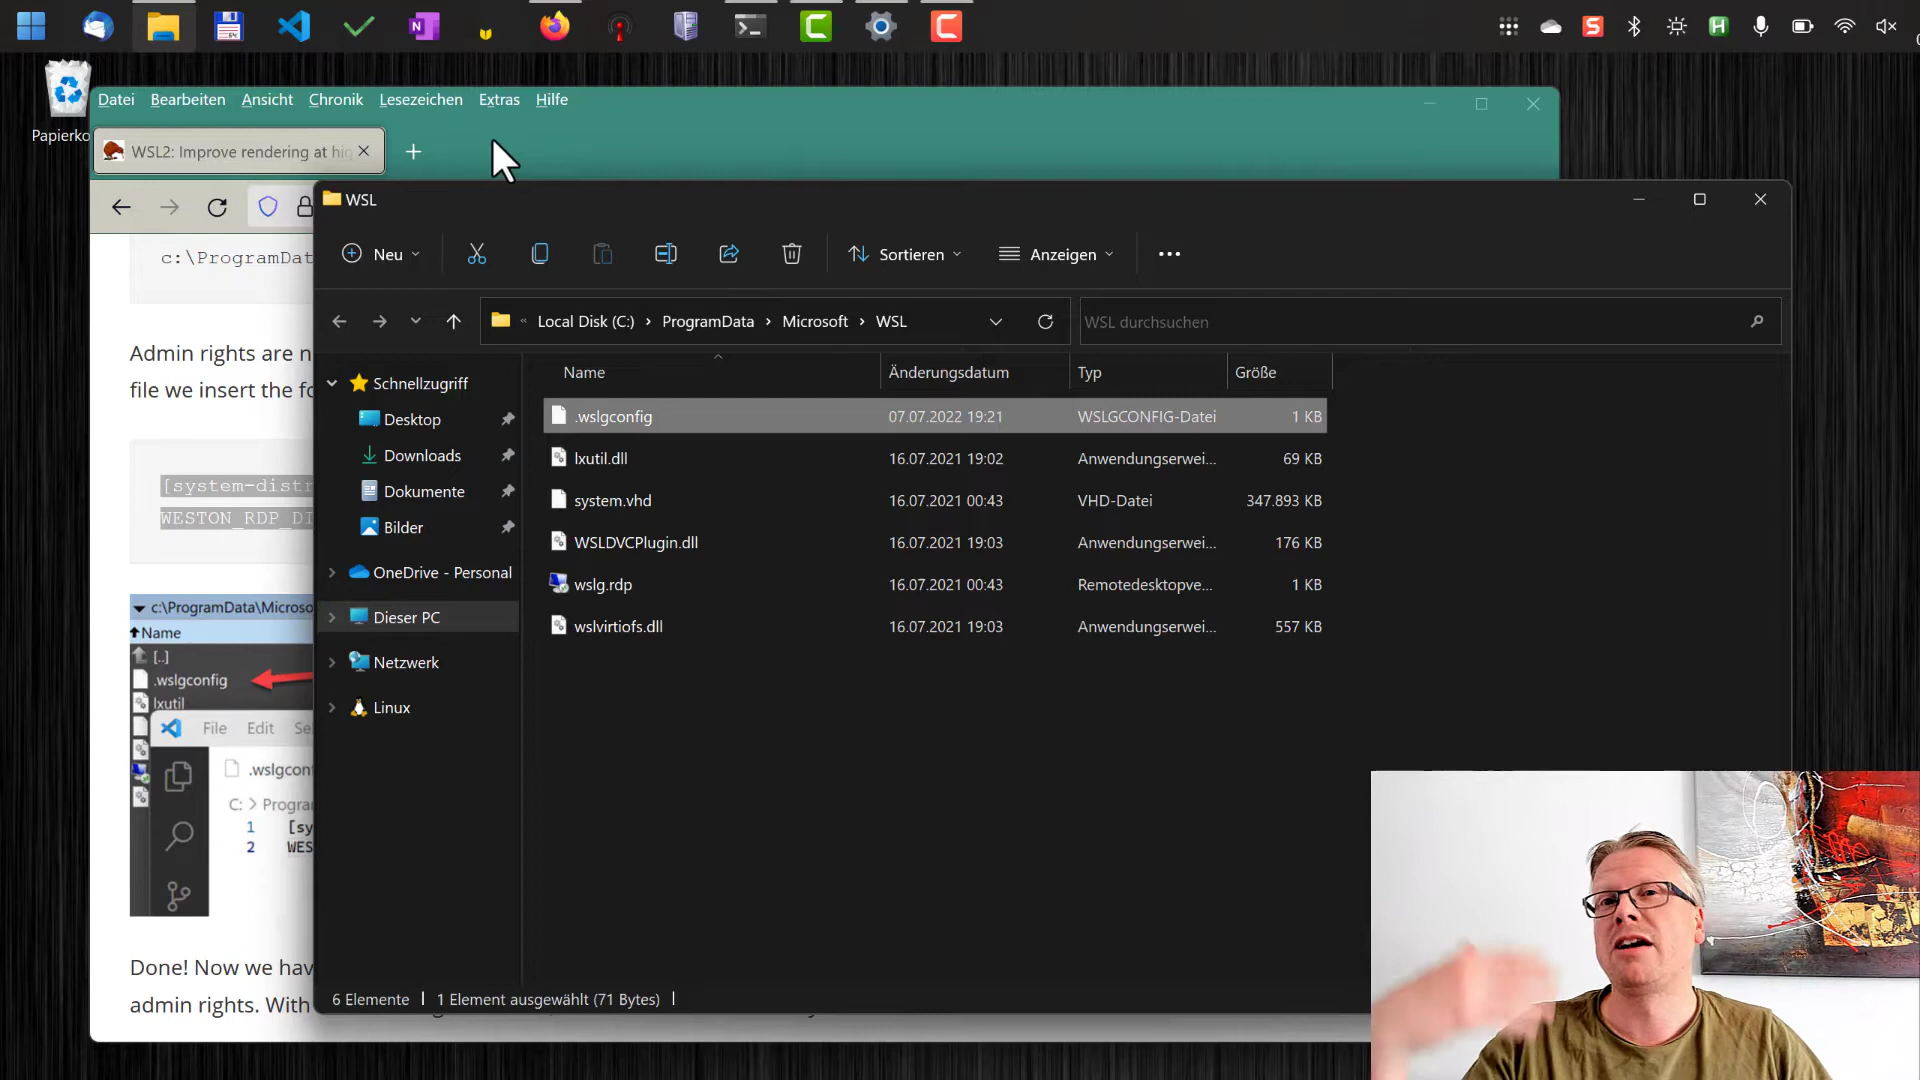 Papierko
Datei Bearbeiten Ansicht Chronik Lesezeichen Extras Hilfe
WSL2: Improve rendering at hig
c:\ProgramDat
Admin rights are n
file we insert the fo
[system-distr
WESTON_RDP_DI
c:\ProgramData\Microso
Name
[..]
.wslgconfig
lxutil
File Edit Se
.wslgconf
C: > Progra
1 [sy
2 WES
Done! Now we hav
admin rights. With
WSL
Neu
Sortieren
Anzeigen
Local Disk (C:) > ProgramData > Microsoft > WSL
WSL durchsuchen
Schnellzugriff
Desktop
Downloads
Dokumente
Bilder
OneDrive - Personal
Dieser PC
Netzwerk
Linux
Name Änderungsdatum Typ Größe
.wslgconfig 07.07.2022 19:21 WSLGCONFIG-Datei 1 KB
lxutil.dll 16.07.2021 19:02 Anwendungserwei... 69 KB
system.vhd 16.07.2021 00:43 VHD-Datei 347.893 KB
WSLDVCPlugin.dll 16.07.2021 19:03 Anwendungserwei... 176 KB
wslg.rdp 16.07.2021 00:43 Remotedesktopve... 1 KB
wslvirtiofs.dll 16.07.2021 19:03 Anwendungserwei... 557 KB
6 Elemente 1 Element ausgewählt (71 Bytes)